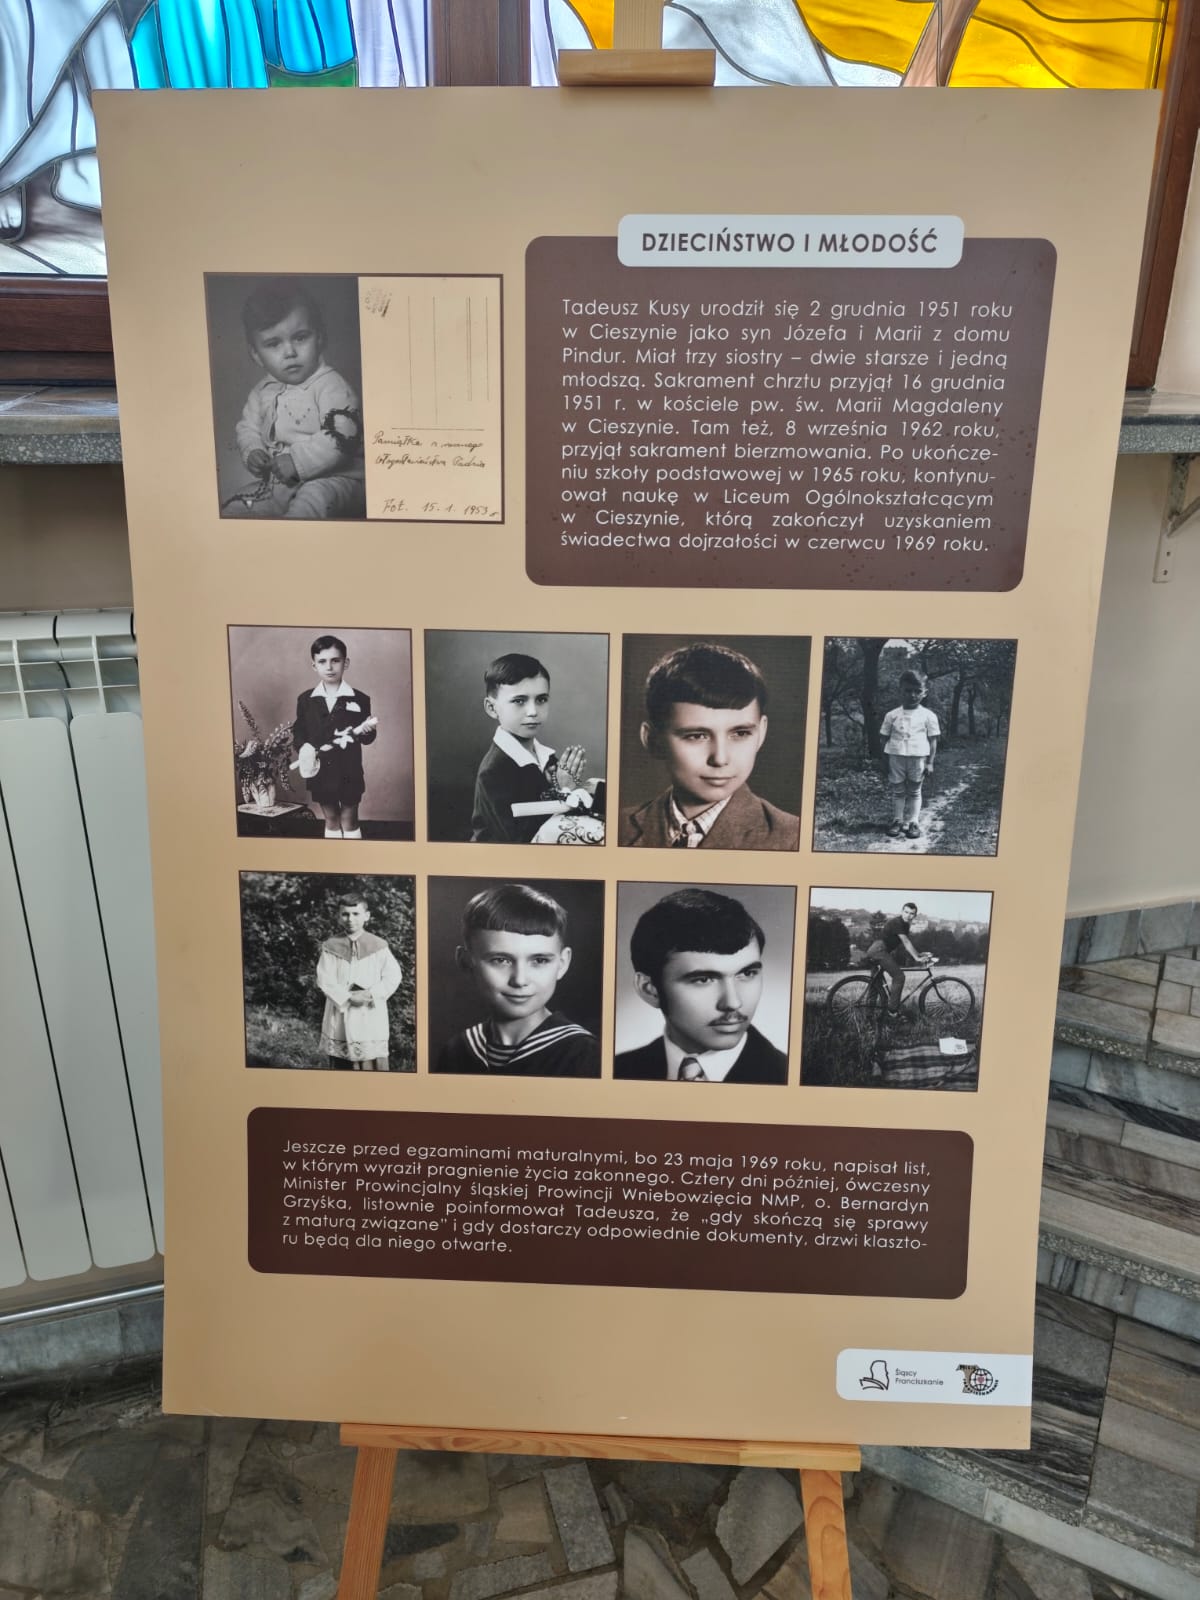 DZIECIŃSTWO I MŁODOŚĆ
Tadeusz Kusy urodził się 2 grudnia 1951 roku
w Cieszynie jako syn Józefa i Marii z domu
Pindur. Miał trzy siostry – dwie starsze i jedną
młodszą. Sakrament chrztu przyjął 16 grudnia
1951 r. w kościele pw. św. Marii Magdaleny
w Cieszynie. Tam też, 8 września 1962 roku,
przyjął sakrament bierzmowania. Po ukończe-
niu szkoły podstawowej w 1965 roku, kontynu-
ował naukę w Liceum Ogólnokształcącym
w Cieszynie, którą zakończył uzyskaniem
świadectwa dojrzałości w czerwcu 1969 roku.
Pamiątka
błogosławieństwa
Fot. 15. 1. 1953 r
Jeszcze przed egzaminami maturalnymi, bo 23 maja 1969 roku, napisał list,
w którym wyraził pragnienie życia zakonnego. Cztery dni później, ówczesny
Minister Prowincjalny śląskiej Prowincji Wniebowzięcia NMP, o. Bernardyn
Grzyśka, listownie poinformował Tadeusza, że „gdy skończą się sprawy
z maturą związane” i gdy dostarczy odpowiednie dokumenty, drzwi klaszto-
ru będą dla niego otwarte.
Śląscy
Franciszkanie